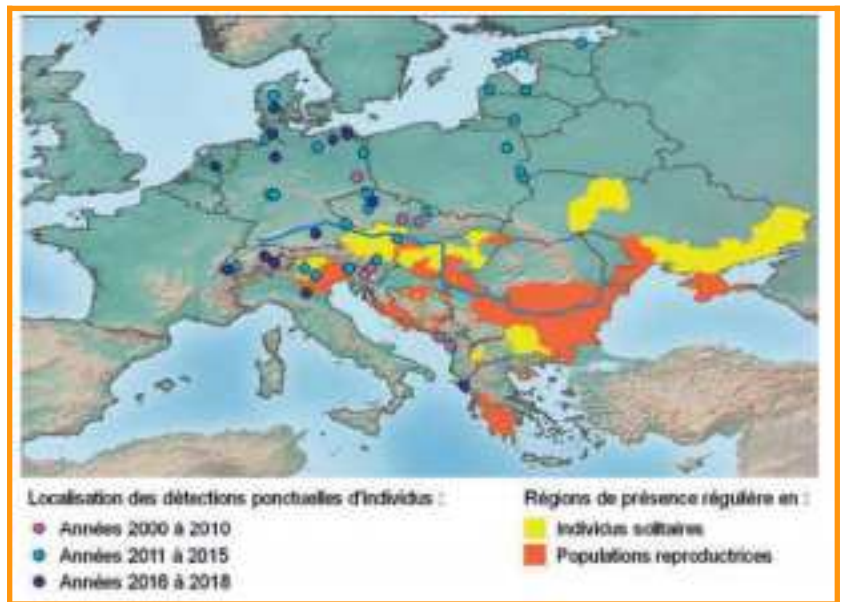 Localisation des détections ponctuelles d'individus :
Années 2000 à 2010
Années 2011 à 2015
Années 2016 à 2018
Régions de présence régulière en :
Individus solitaires
Populations reproductrices